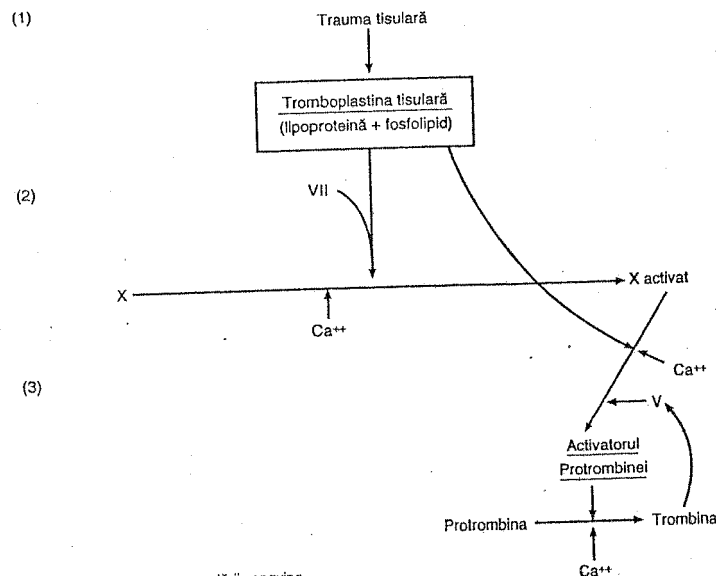 (1)
Trauma tisulară
Tromboplastina tisulară
(lipoproteină + fosfolipid)
(2)
VII
X
X activat
Ca++
Ca++
(3)
V
Activatorul
Protrombinei
Protrombina
Trombina
Ca++